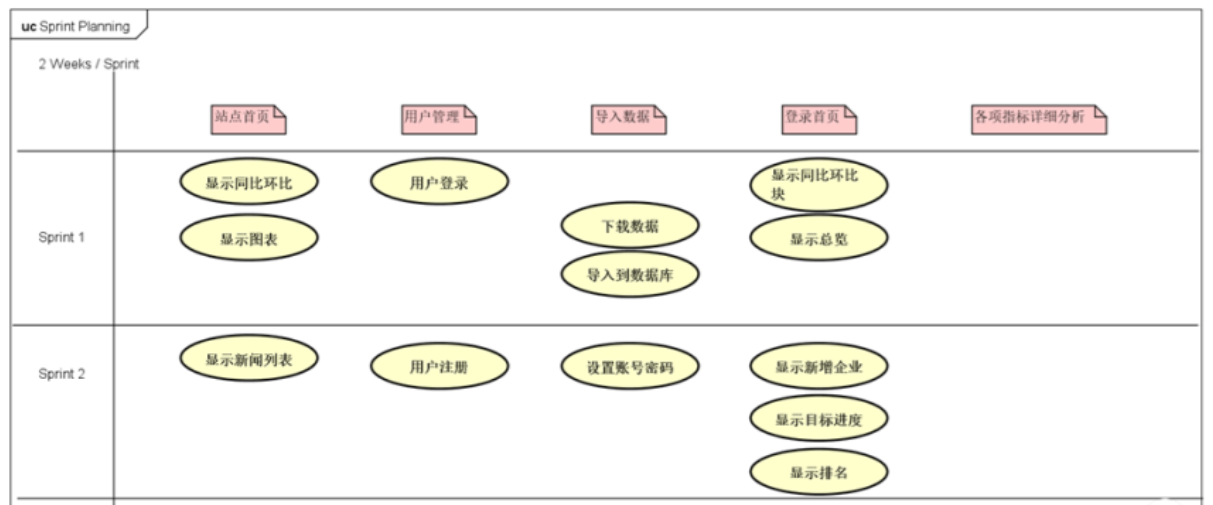 uc Sprint Planning
2 Weeks / Sprint
站点首页
用户管理
导入数据
登录首页
各项指标详细分析
Sprint 1
显示同比环比
显示图表
用户登录
下载数据
导入到数据库
显示同比环比
块
显示总览
Sprint 2
显示新闻列表
用户注册
设置账号密码
显示新增企业
显示目标进度
显示排名